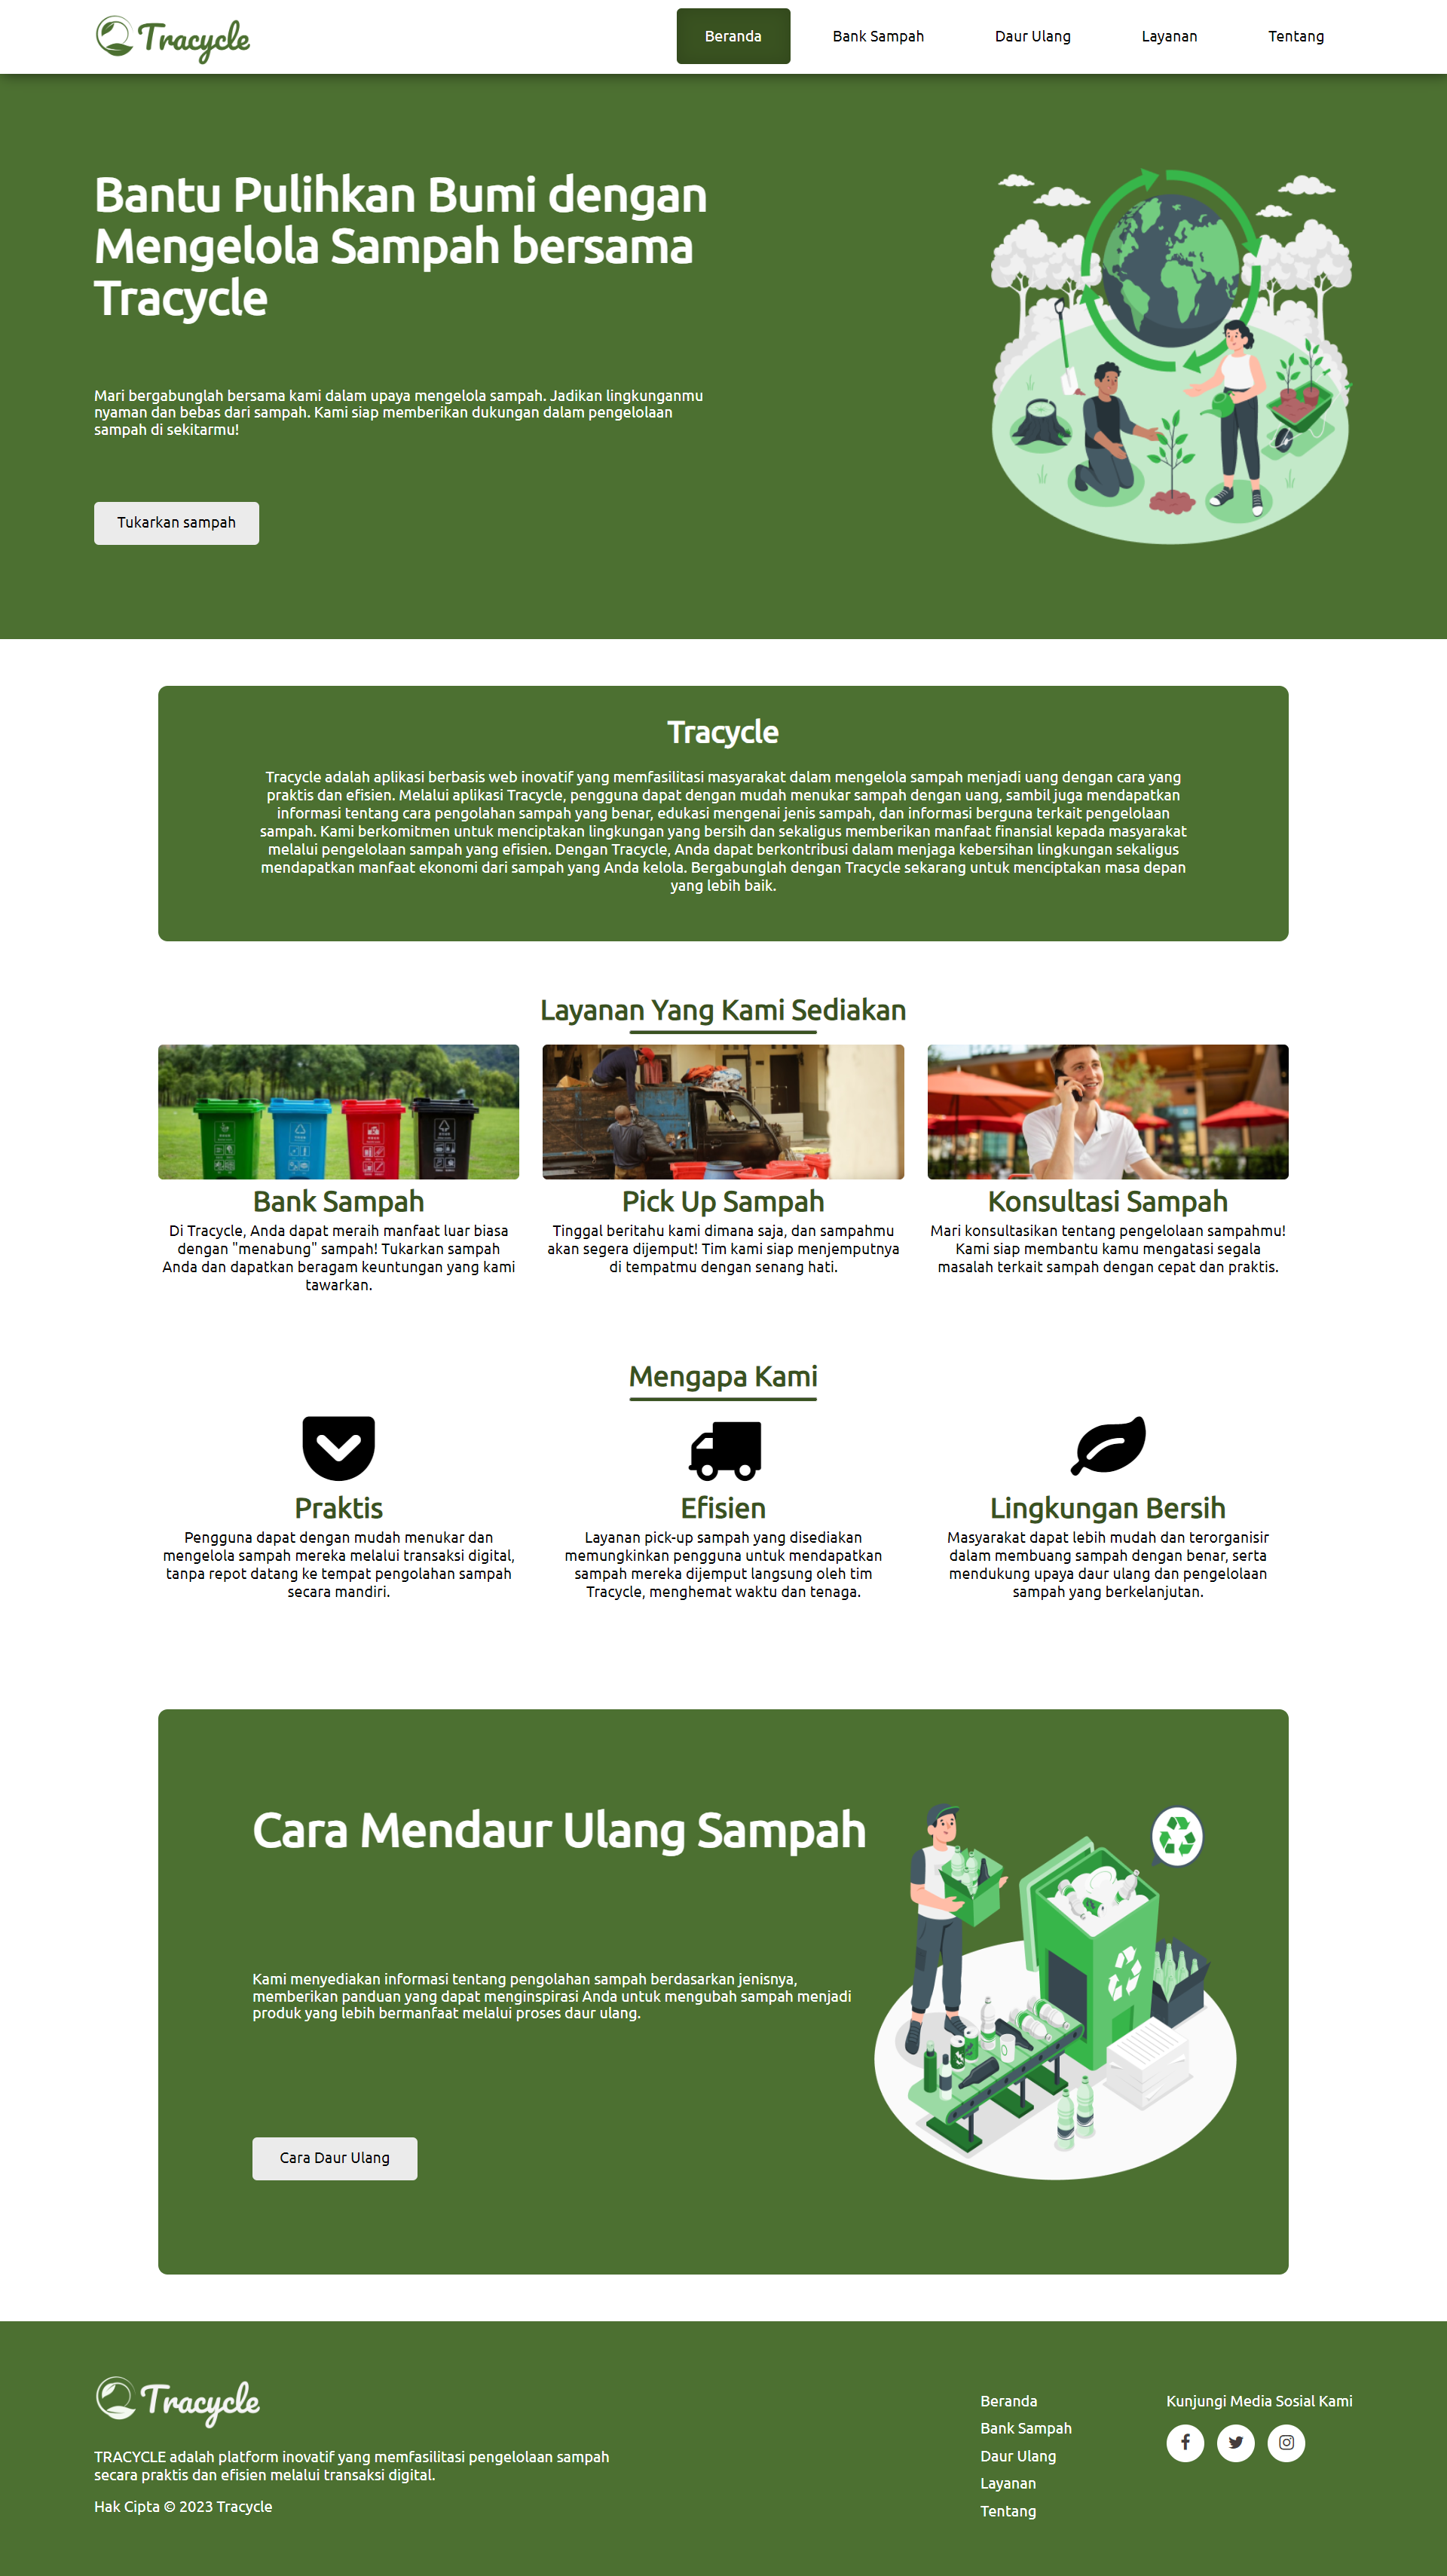 Tracycle
Beranda
Bank Sampah
Daur Ulang
Layanan
Tentang
Bantu Pulihkan Bumi dengan
Mengelola Sampah bersama
Tracycle
Mari bergabunglah bersama kami dalam upaya mengelola sampah. Jadikan lingkunganmu
nyaman dan bebas dari sampah. Kami siap memberikan dukungan dalam pengelolaan
sampah di sekitarmu!
Tukarkan sampah
Tracycle
Tracycle adalah aplikasi berbasis web inovatif yang memfasilitasi masyarakat dalam mengelola sampah menjadi uang dengan cara yang
praktis dan efisien. Melalui aplikasi Tracycle, pengguna dapat dengan mudah menukar sampah dengan uang, sambil juga mendapatkan
informasi tentang cara pengolahan sampah yang benar, edukasi mengenai jenis sampah, dan informasi berguna terkait pengelolaan
sampah. Kami berkomitmen untuk menciptakan lingkungan yang bersih dan sekaligus memberikan manfaat finansial kepada masyarakat
melalui pengelolaan sampah yang efisien. Dengan Tracycle, Anda dapat berkontribusi dalam menjaga kebersihan lingkungan sekaligus
mendapatkan manfaat ekonomi dari sampah yang Anda kelola. Bergabunglah dengan Tracycle sekarang untuk menciptakan masa depan
yang lebih baik.
Layanan Yang Kami Sediakan
Bank Sampah
Di Tracycle, Anda dapat meraih manfaat luar biasa
dengan "menabung" sampah! Tukarkan sampah
Anda dan dapatkan beragam keuntungan yang kami
tawarkan.
Pick Up Sampah
Tinggal beritahu kami dimana saja, dan sampahmu
akan segera dijemput! Tim kami siap menjemputnya
di tempatmu dengan senang hati.
Konsultasi Sampah
Mari konsultasikan tentang pengelolaan sampahmu!
Kami siap membantu kamu mengatasi segala
masalah terkait sampah dengan cepat dan praktis.
Mengapa Kami
Praktis
Pengguna dapat dengan mudah menukar dan
mengelola sampah mereka melalui transaksi digital,
tanpa repot datang ke tempat pengolahan sampah
secara mandiri.
Efisien
Layanan pick-up sampah yang disediakan
memungkinkan pengguna untuk mendapatkan
sampah mereka dijemput langsung oleh tim
Tracycle, menghemat waktu dan tenaga.
Lingkungan Bersih
Masyarakat dapat lebih mudah dan terorganisir
dalam membuang sampah dengan benar, serta
mendukung upaya daur ulang dan pengelolaan
sampah yang berkelanjutan.
Cara Mendaur Ulang Sampah
Kami menyediakan informasi tentang pengolahan sampah berdasarkan jenisnya,
memberikan panduan yang dapat menginspirasi Anda untuk mengubah sampah menjadi
produk yang lebih bermanfaat melalui proses daur ulang.
Cara Daur Ulang
Tracycle
TRACYCLE adalah platform inovatif yang memfasilitasi pengelolaan sampah
secara praktis dan efisien melalui transaksi digital.
Hak Cipta © 2023 Tracycle
Beranda
Bank Sampah
Daur Ulang
Layanan
Tentang
Kunjungi Media Sosial Kami